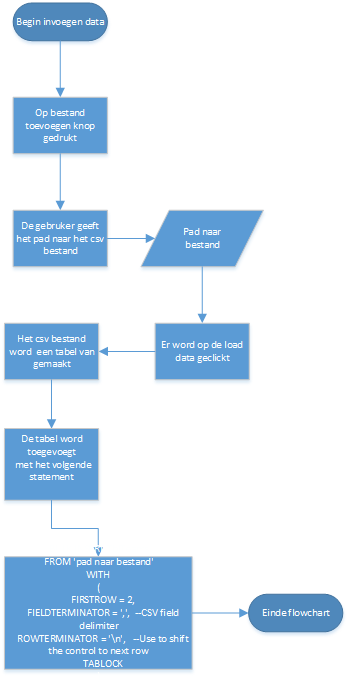 Begin invoegen data
Op bestand
toevoegen knop
gedrukt
De gebruker geeft
het pad naar het csv
bestand
Pad naar
bestand
Er word op de load
data geclickt
Het csv bestand
word een tabel van
gemaakt
De tabel word
toegevoegt
met het volgende
statement
FROM 'pad naar bestand'
WITH
(
FIRSTROW = 2,
FIELDTERMINATOR = ',', --CSV field
delimiter
ROWTERMINATOR = '\n', --Use to shift
the control to next row
TABLOCK
Einde flowchart